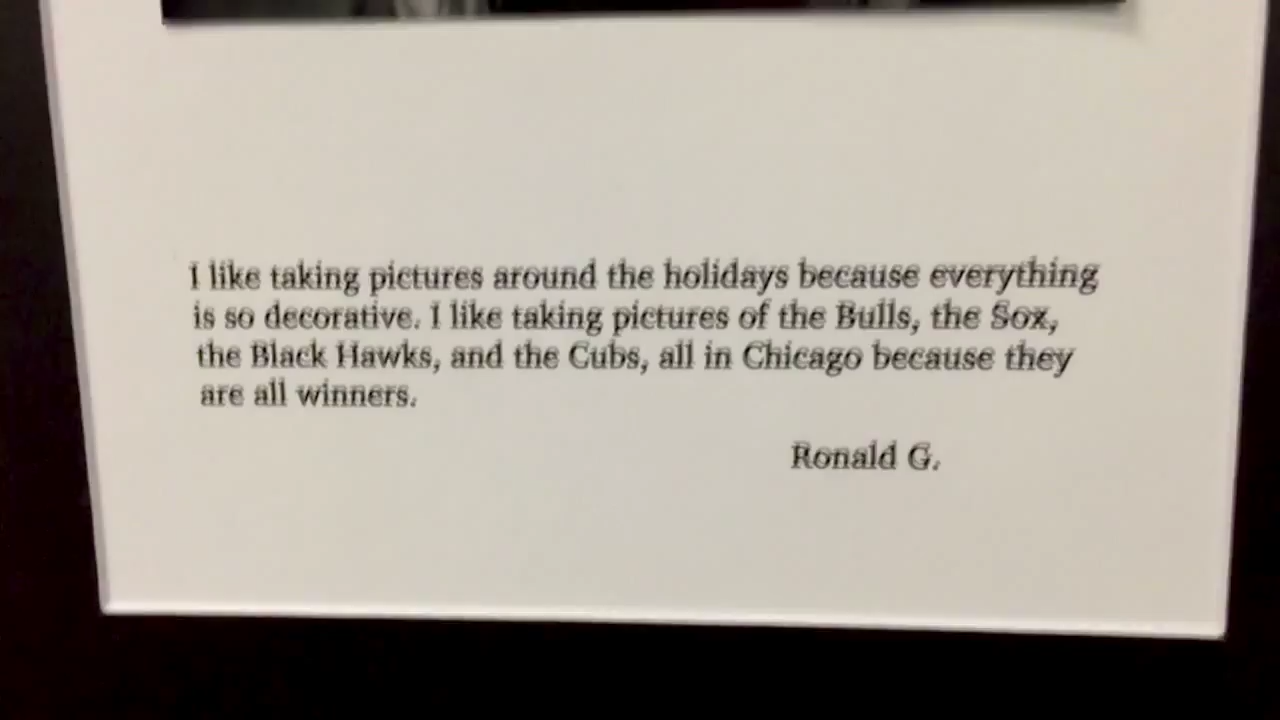 I like taking pictures around the holidays because everything
is so decorative. I like taking pictures of the Bulls, the Sox,
the Black Hawks, and the Cubs, all in Chicago because they
are all winners.
Ronald G.